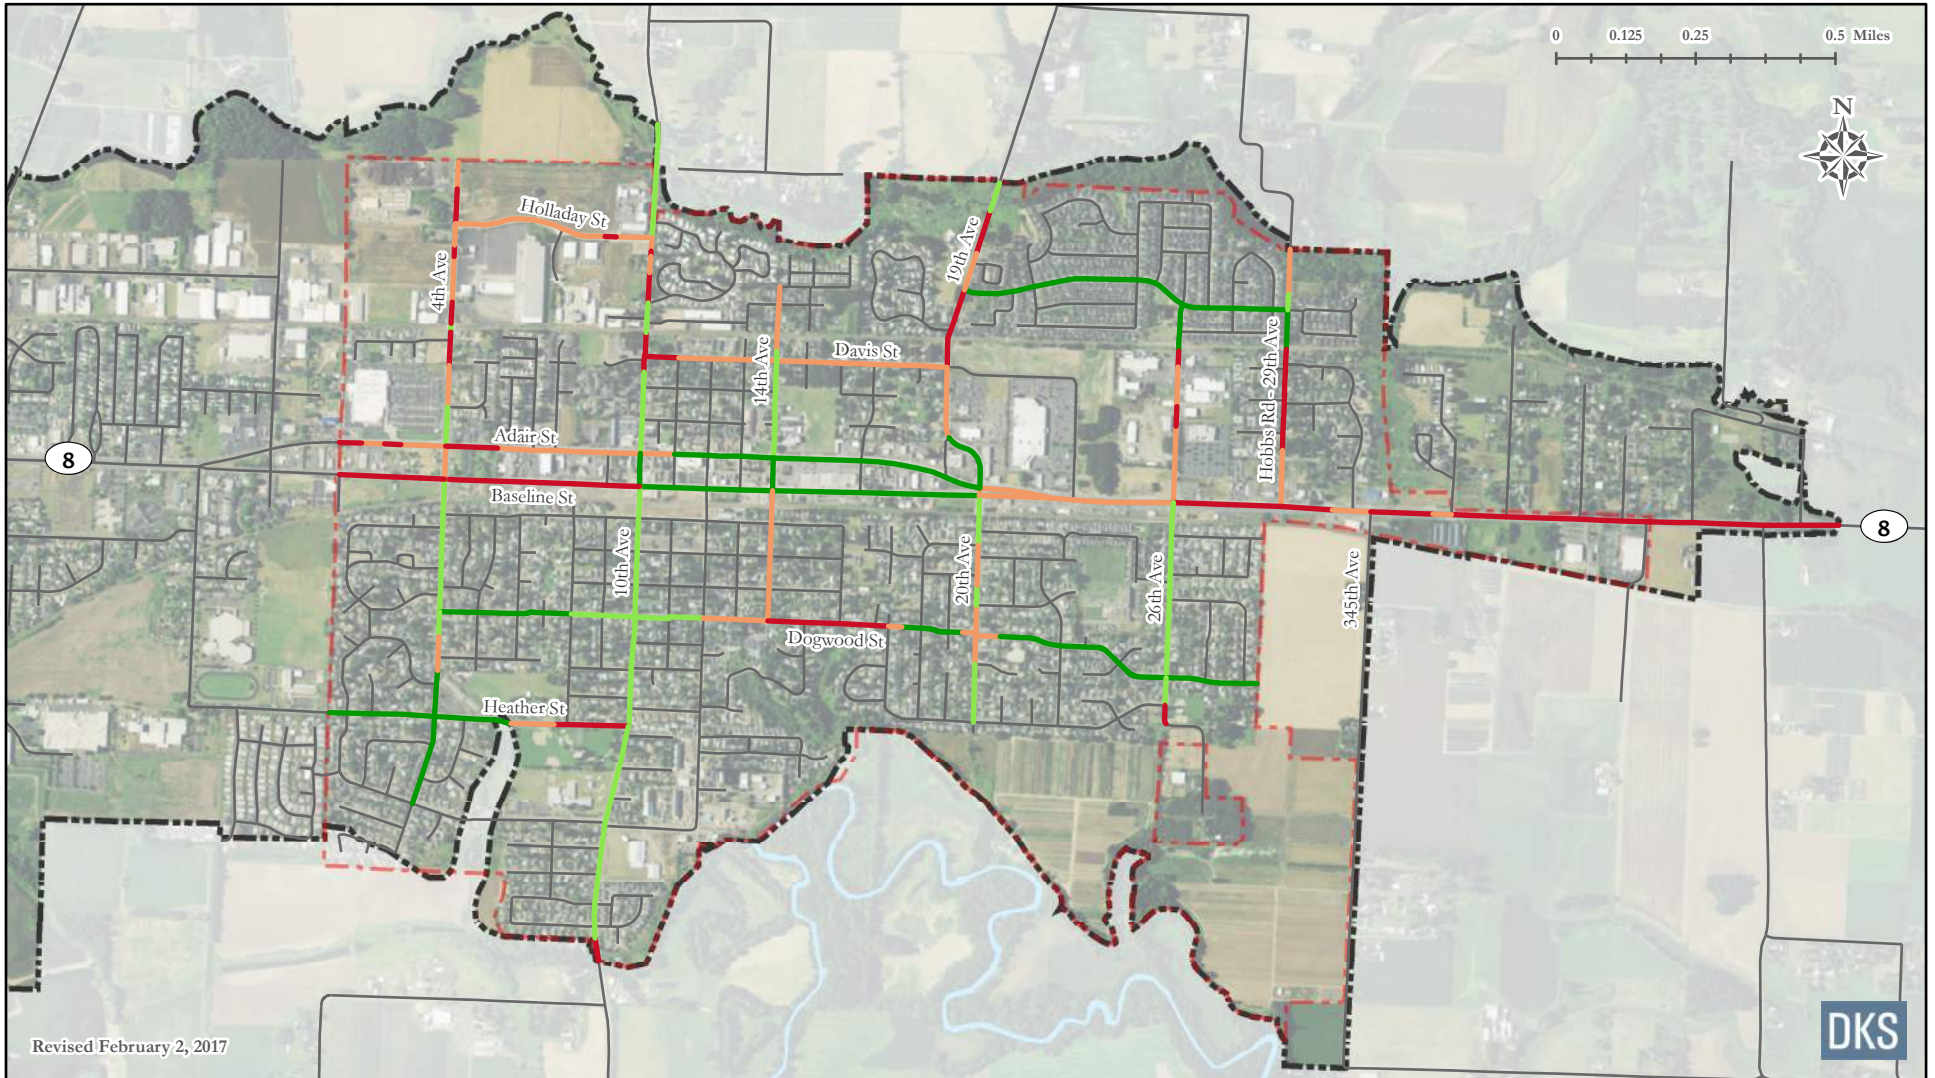 0 0.125 0.25 0.5 Miles
N
Holladay St
4th Ave
19th Ave
14th Ave
Davis St
Hobbs Rd - 29th Ave
Adair St
8
Baseline St
8
10th Ave
20th Ave
26th Ave
345th Ave
Dogwood St
Heather St
Revised February 2, 2017
DKS